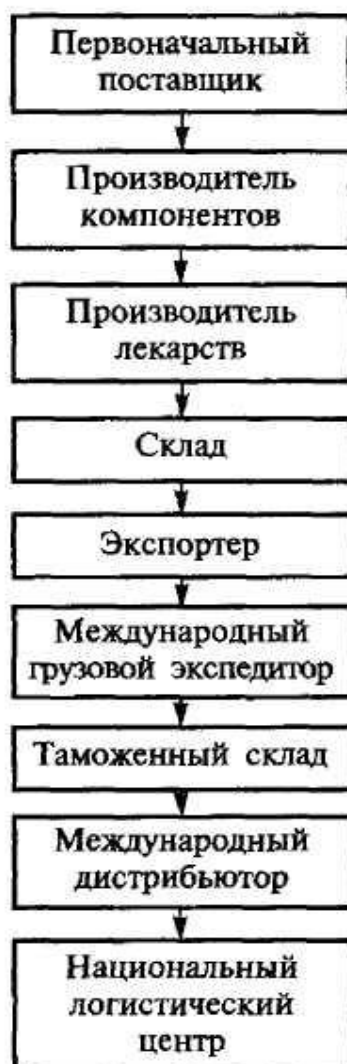 Первоначальный
поставщик
Производитель
компонентов
Производитель
лекарств
Склад
Экспортер
Международный
грузовой экспедитор
Таможенный склад
Международный
дистрибьютор
Национальный
логистический
центр